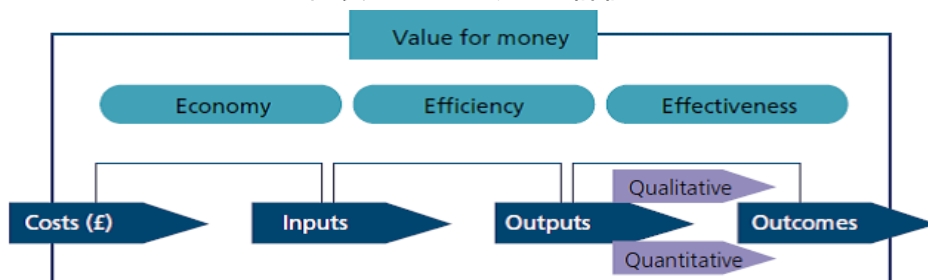 Value for money
Economy Efficiency Effectiveness
Qualitative
Costs (£) Inputs Outputs Outcomes
Quantitative